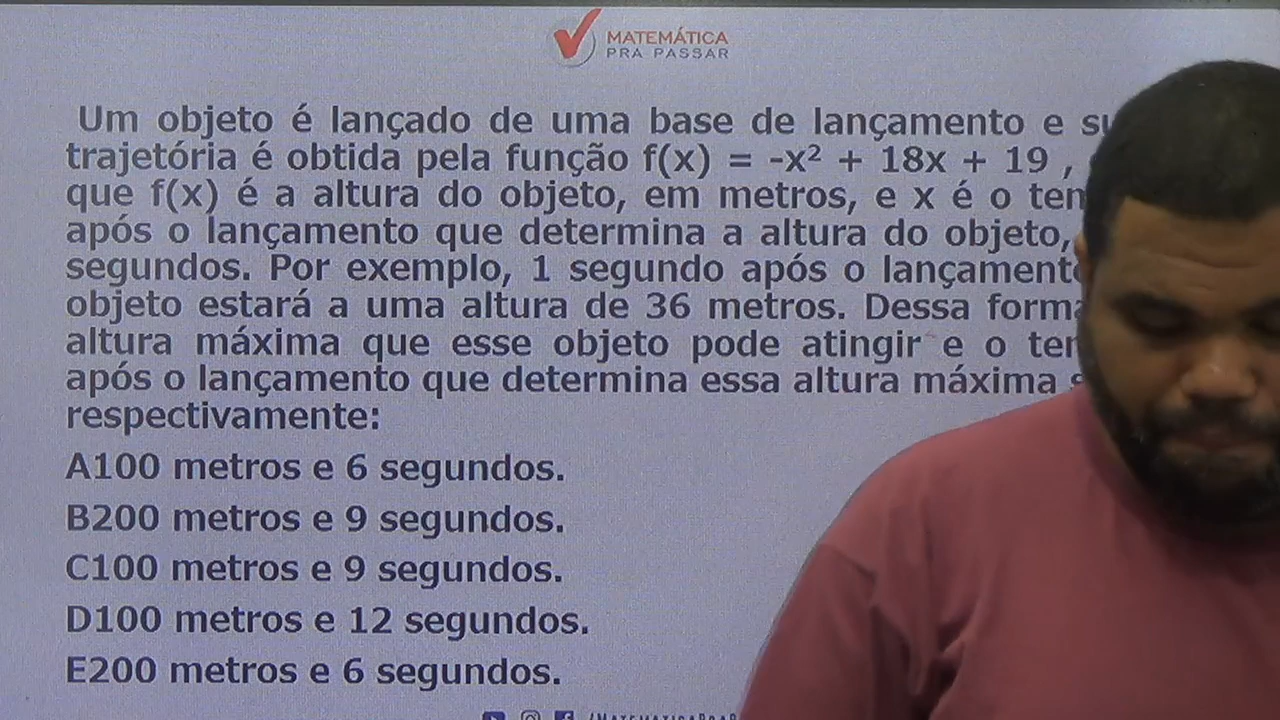 MATEMÁTICA
PRA PASSAR
Um objeto é lançado de uma base de lançamento e
trajetória é obtida pela função f(x) = -x² + 18x + 19 ,
que f(x) é a altura do objeto, em metros, e x é o
após o lançamento que determina a altura do objeto,
segundos. Por exemplo, 1 segundo após o
objeto estará a uma altura de 36 metros. Dessa
altura máxima que esse objeto pode atingir e o
após o lançamento que determina essa altura máxima
respectivamente:
A100 metros e 6 segundos.
B200 metros e 9 segundos.
C100 metros e 9 segundos.
D100 metros e 12 segundos.
E200 metros e 6 segundos.